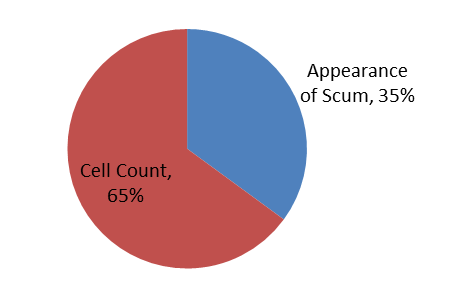 Appearance
of Scum, 35%
Cell Count,
65%